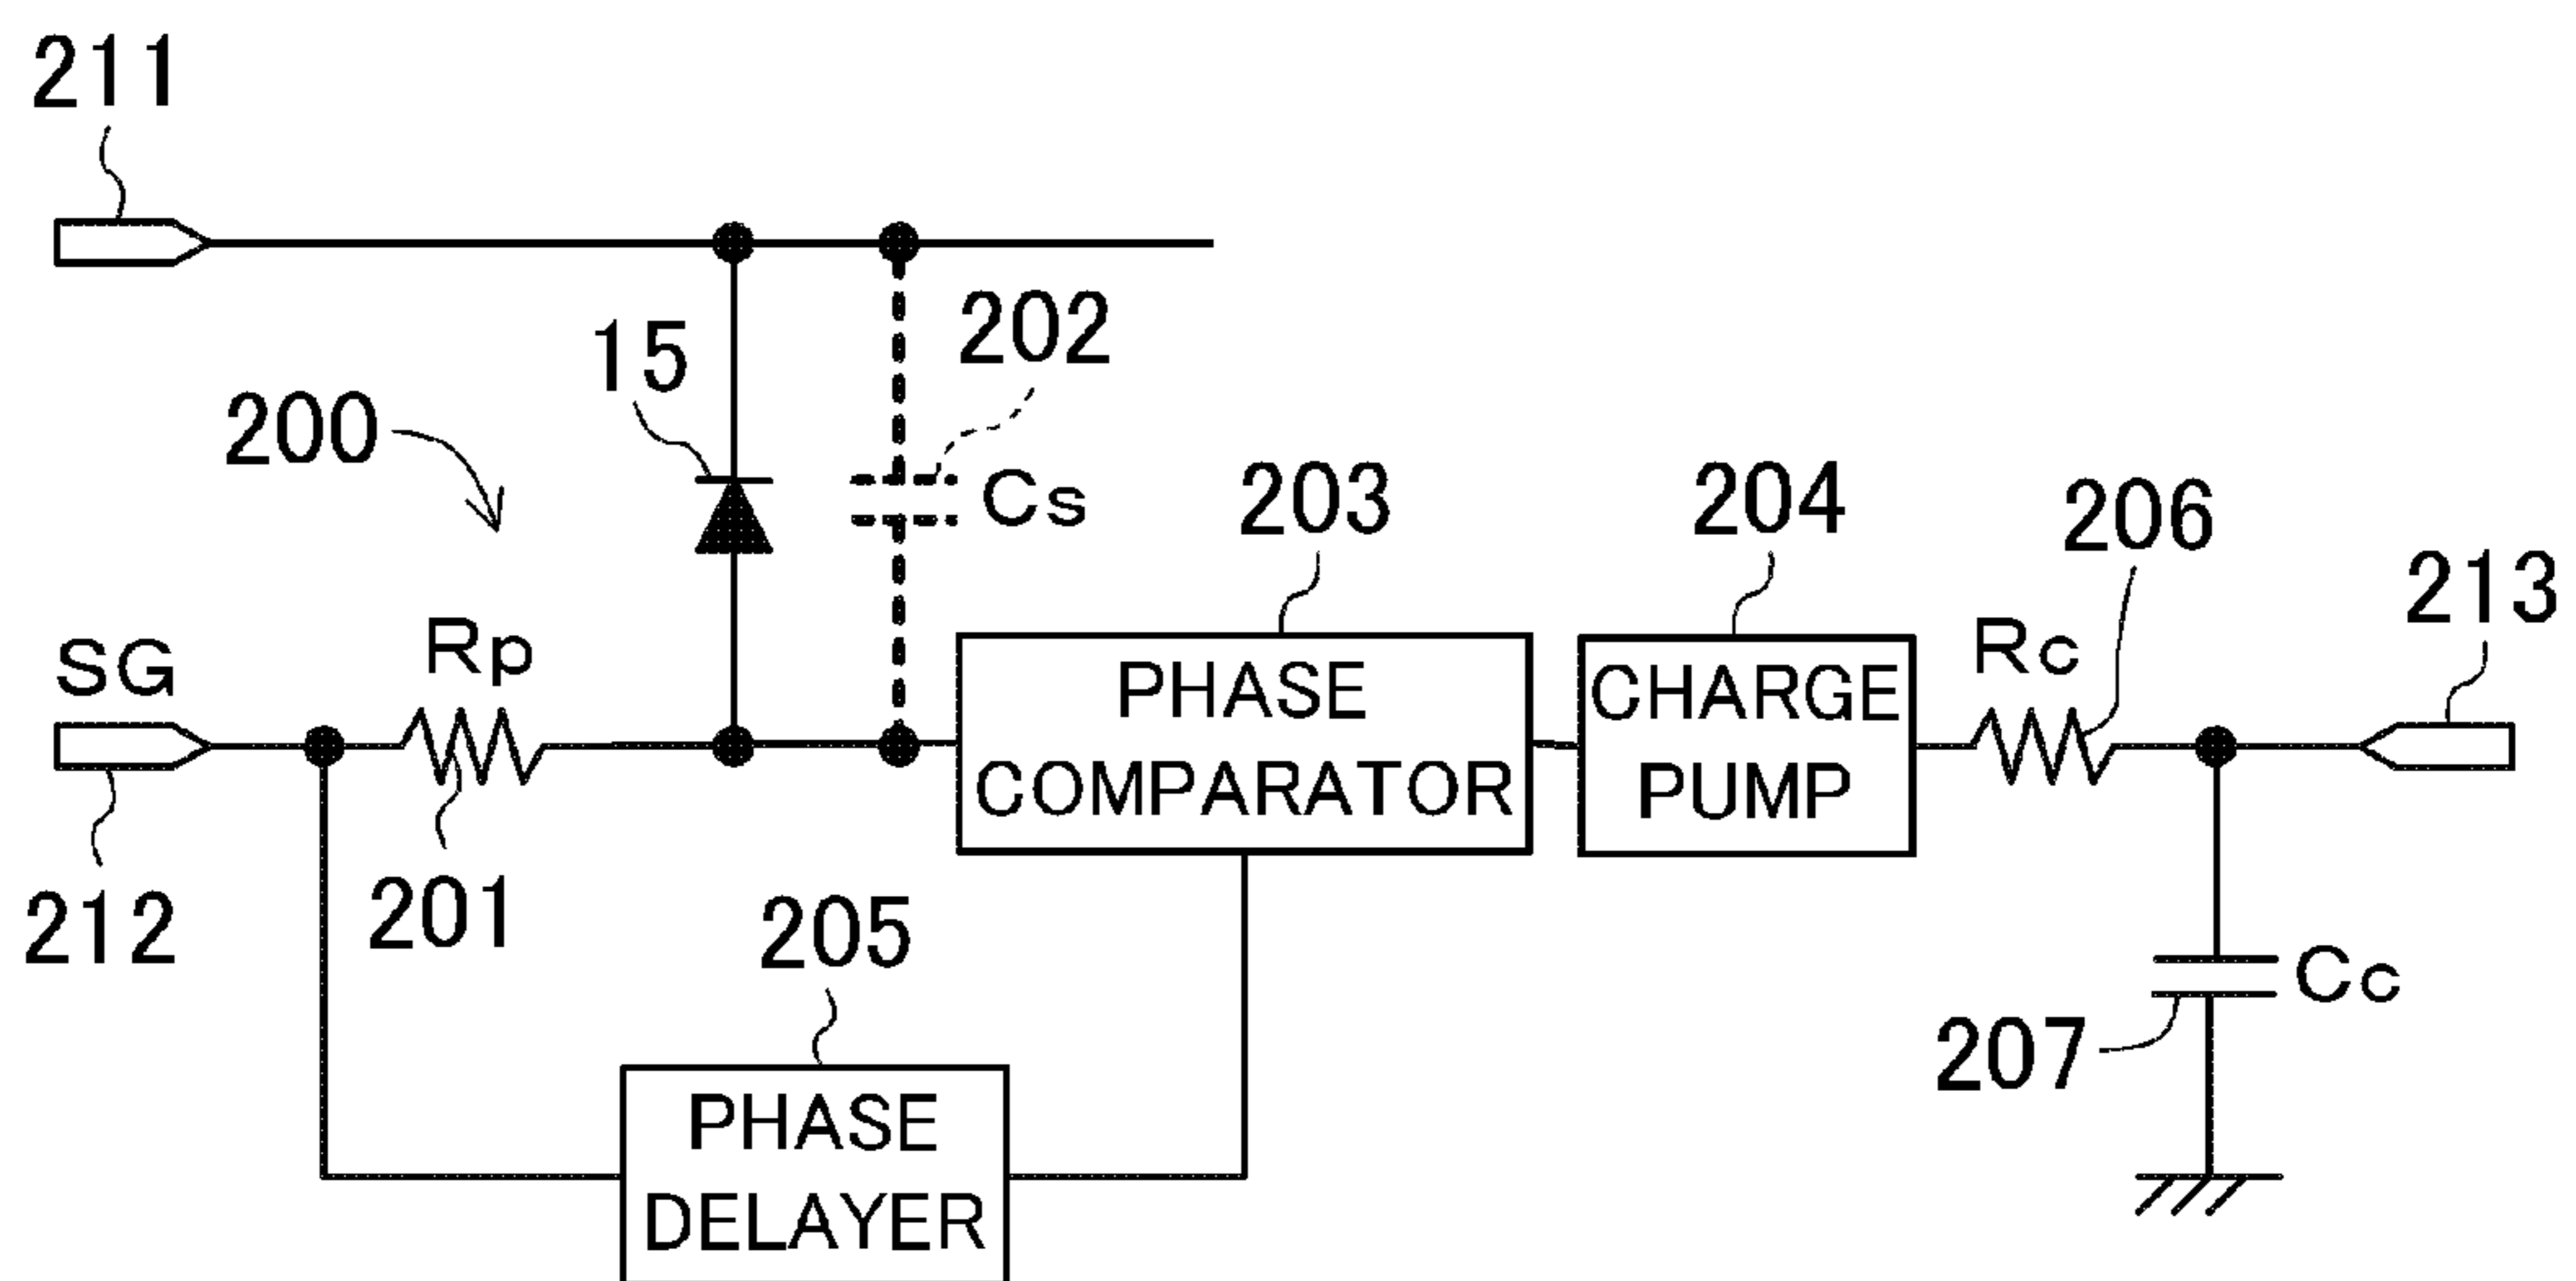 211
202
15
200
Cs
203
204
206
213
SG
Rp
Rc
PHASE
COMPARATOR
CHARGE
PUMP
212
201
205
Cc
207
PHASE
DELAYER